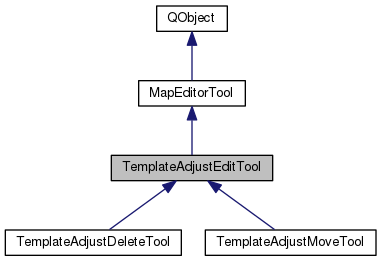 QObject
MapEditorTool
TemplateAdjustEditTool
TemplateAdjustDeleteTool
TemplateAdjustMoveTool